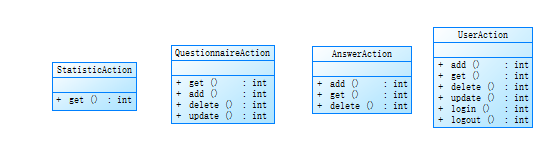 StatisticAction
+ get () : int
QuestionnaireAction
+ get () : int
+ add () : int
+ delete () : int
+ update () : int
AnswerAction
+ add () : int
+ get () : int
+ delete () : int
UserAction
+ add () : int
+ get () : int
+ delete () : int
+ update () : int
+ login () : int
+ logout () : int